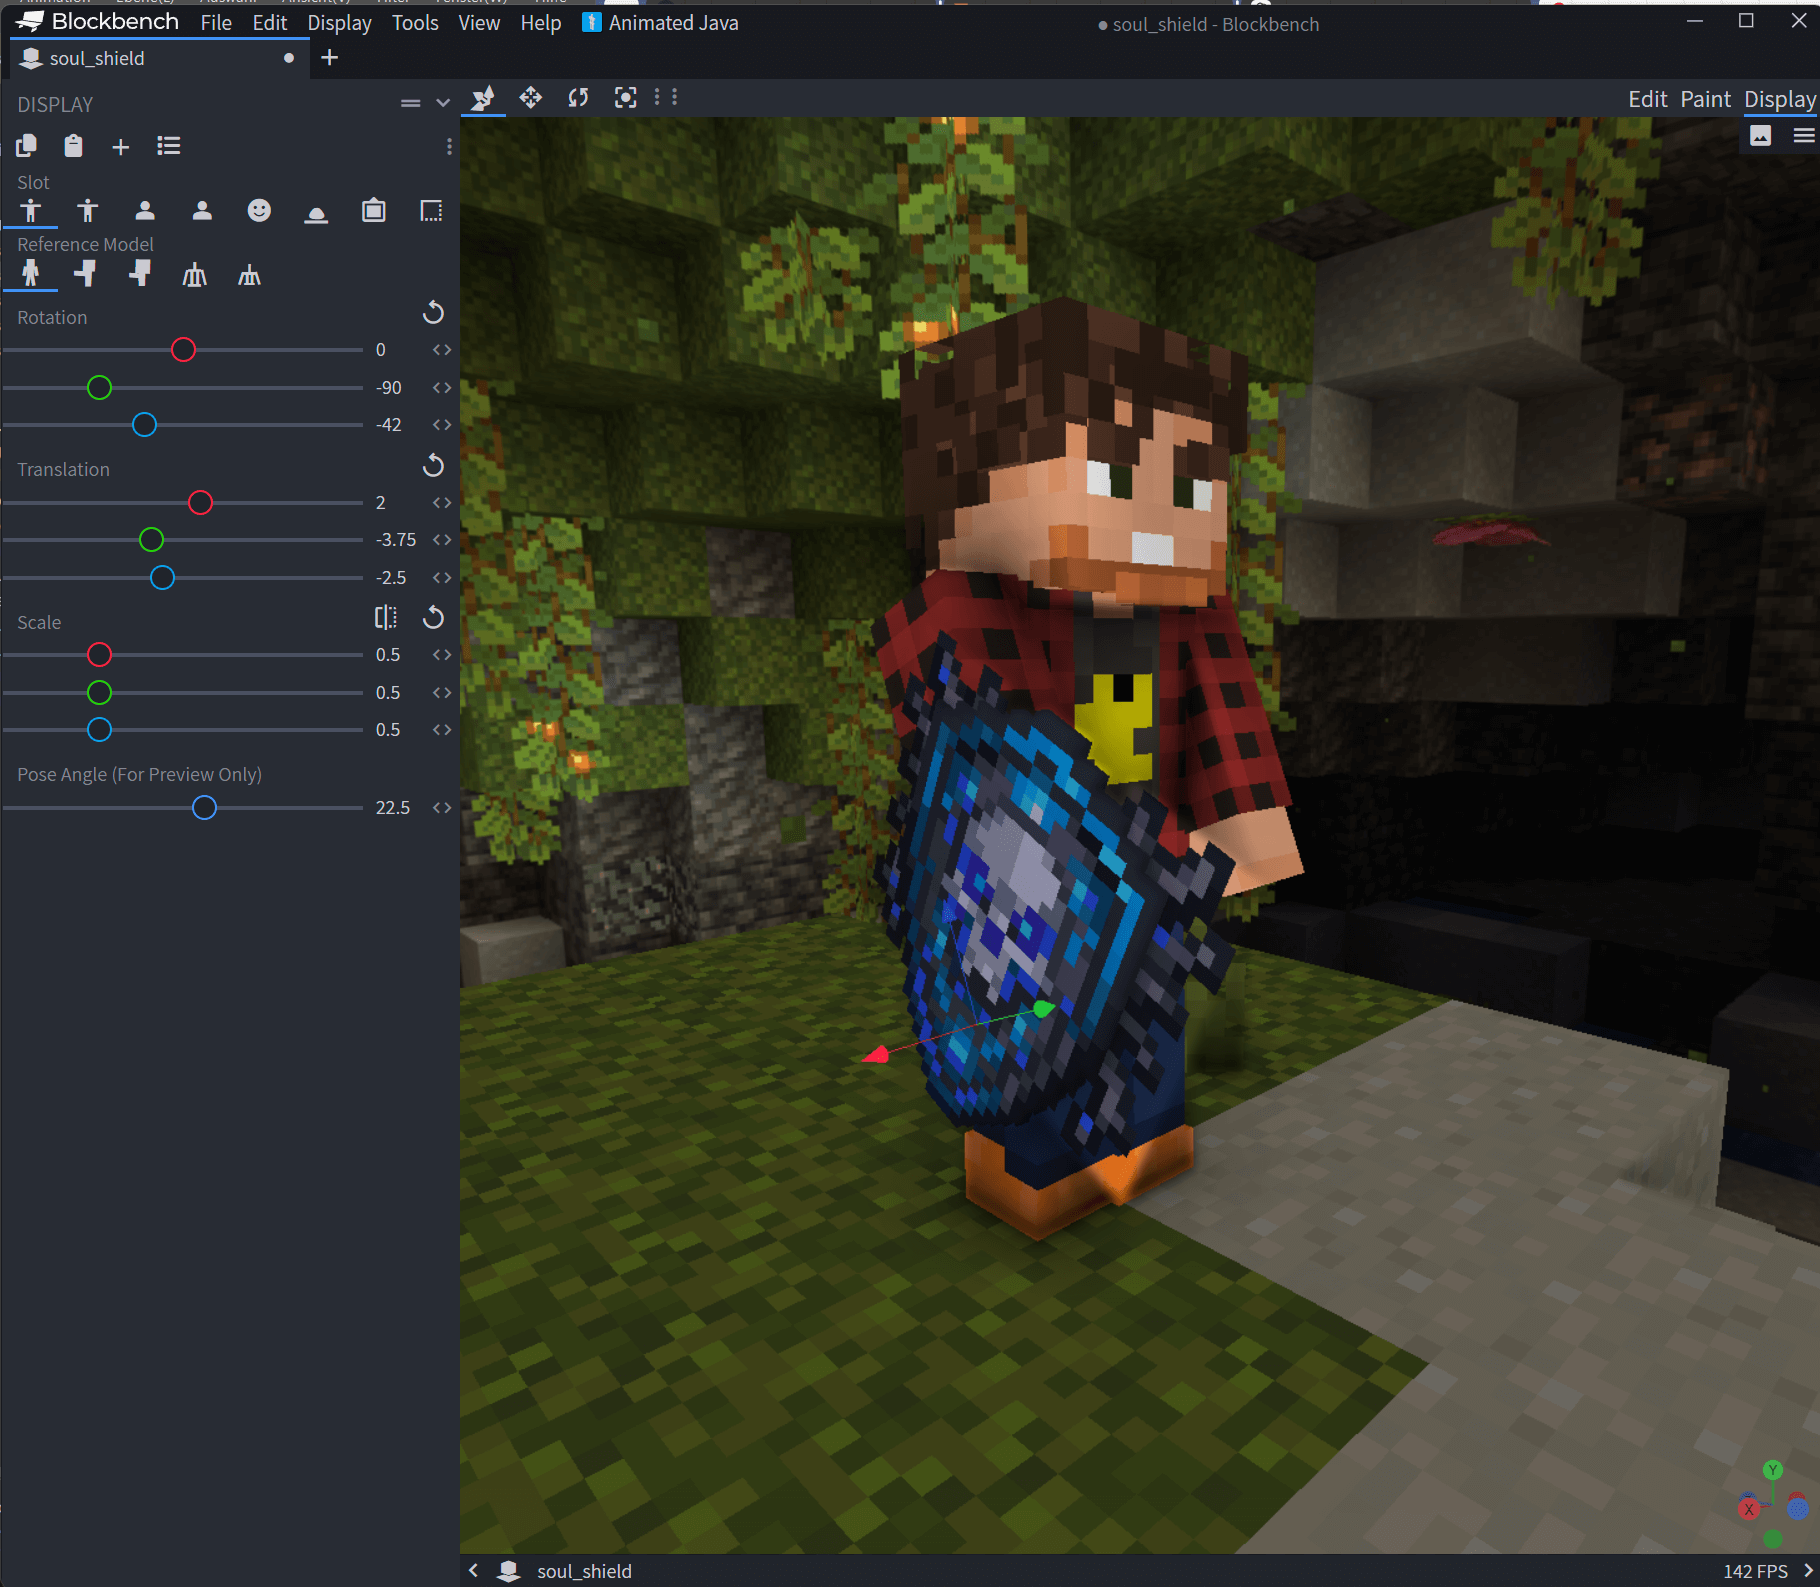 Blockbench File Edit Display Tools View Help Animated Java
● soul_shield - Blockbench
soul_shield
DISPLAY
Edit Paint Display
Slot
Reference Model
Rotation
0
-90
-42
Translation
2
-3.75
-2.5
Scale
0.5
0.5
0.5
Pose Angle (For Preview Only)
22.5
Y
X
soul_shield
142 FPS